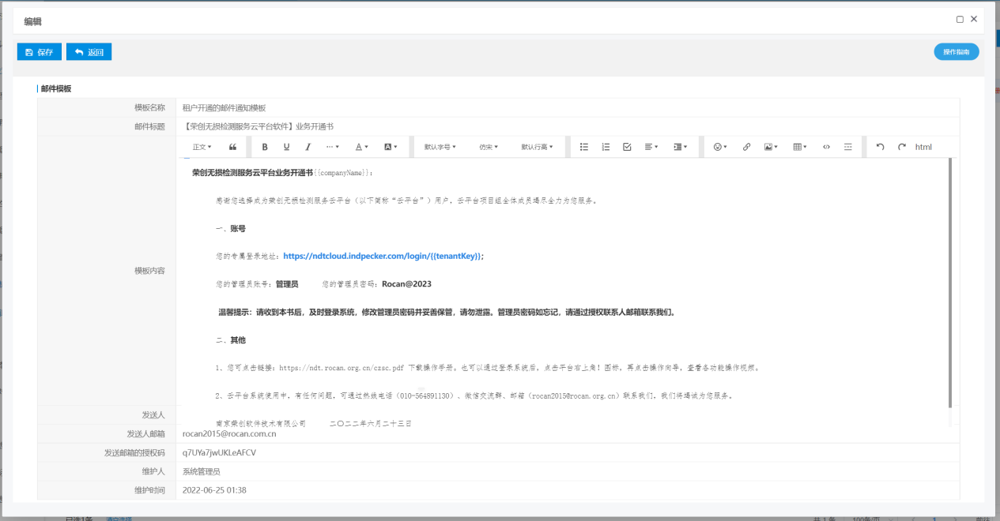 编辑
保存 返回 操作指南
邮件模板
模板名称 租户开通的邮件通知模板
邮件标题 【荣创无损检测服务云平台软件】业务开通书
正文 B U I ··· A A 默认字号 仿宋 默认行高 html
荣创无损检测服务云平台业务开通书{{companyName}}:
感谢您选择成为荣创无损检测服务云平台（以下简称“云平台”）用户，云平台项目组全体成员竭尽全力为您服务。
一、账号
您的专属登录地址：https://ndtcloud.indpecker.com/login/{{tenantKey}};
您的管理员账号：管理员 您的管理员密码：Rocan@2023
模板内容
温馨提示：请收到本书后，及时登录系统，修改管理员密码并妥善保管，请勿泄露。管理员密码如忘记，请通过授权联系人邮箱联系我们。
二、其他
1、您可点击链接：https://ndt.rocan.org.cn/czsc.pdf 下载操作手册。也可以通过登录系统后，点击平台右上角！图标，再点击操作向导，查看各功能操作视频。
2、云平台系统使用中，有任何问题，可通过热线电话（010-564891130）、微信交流群、邮箱（rocan2015@rocan.org.cn）联系我们，我们将竭诚为您服务。
发送人
南京荣创软件技术有限公司 二〇二二年六月二十三日
发送人邮箱 rocan2015@rocan.com.cn
发送邮箱的授权码 q7UYa7jwUKLeAFCV
维护人 系统管理员
维护时间 2022-06-25 01:38
已选1条 共 1 条 100条/页 1 前往